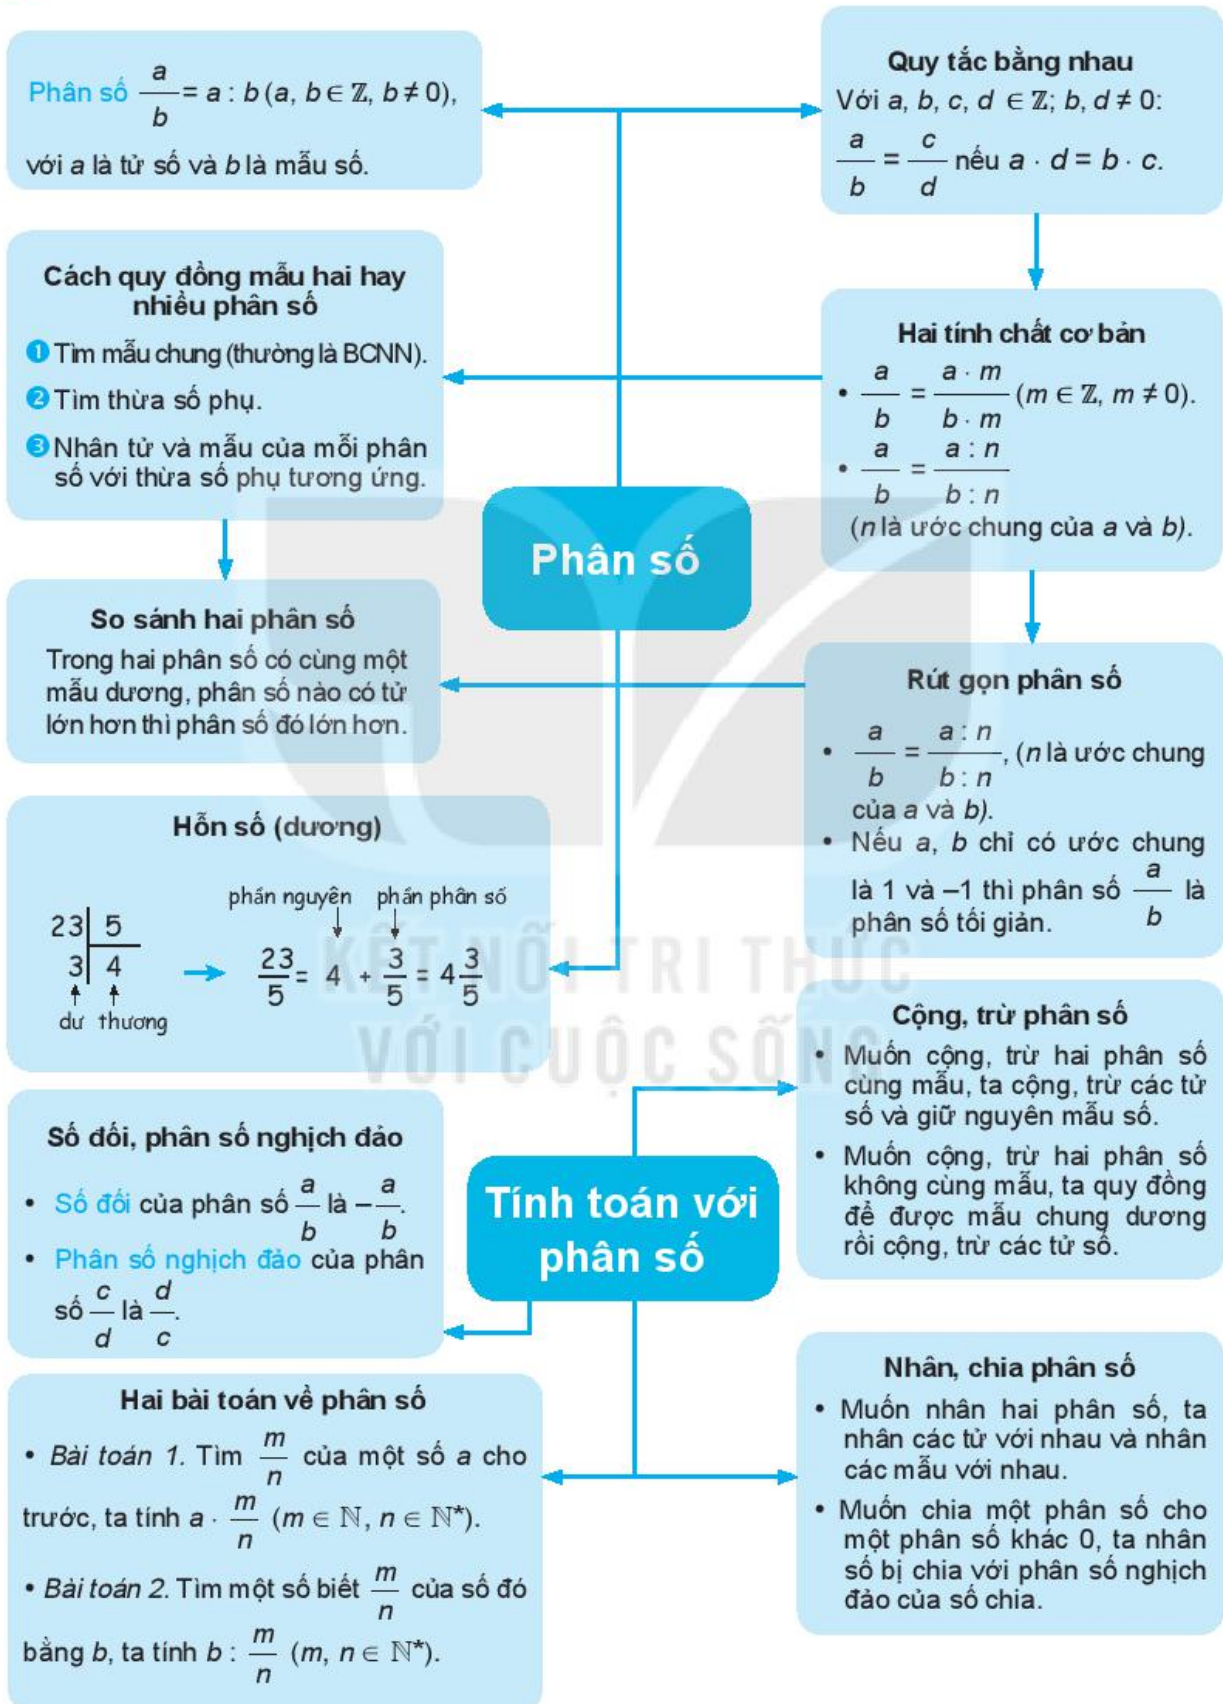 Phân số a/b = a : b (a, b ∈ ℤ, b ≠ 0),
với a là tử số và b là mẫu số.
Quy tắc bằng nhau
Với a, b, c, d ∈ ℤ; b, d ≠ 0:
a/b = c/d nếu a · d = b · c.
Cách quy đồng mẫu hai hay
nhiều phân số
❶ Tìm mẫu chung (thường là BCNN).
❷ Tìm thừa số phụ.
❸ Nhân tử và mẫu của mỗi phân
số với thừa số phụ tương ứng.
Hai tính chất cơ bản
• a/b = (a · m)/(b · m) (m ∈ ℤ, m ≠ 0).
• a/b = (a : n)/(b : n)
(n là ước chung của a và b).
Phân số
So sánh hai phân số
Trong hai phân số có cùng một
mẫu dương, phân số nào có tử
lớn hơn thì phân số đó lớn hơn.
Rút gọn phân số
• a/b = (a : n)/(b : n), (n là ước chung
của a và b).
• Nếu a, b chỉ có ước chung
là 1 và –1 thì phân số a/b là
phân số tối giản.
Hỗn số (dương)
phần nguyên phần phân số
23 5
3 4
dư thương
23/5 = 4 + 3/5 = 4 3/5
KẾT NỐI TRI THỨC
VỚI CUỘC SỐNG
Cộng, trừ phân số
• Muốn cộng, trừ hai phân số
cùng mẫu, ta cộng, trừ các tử
số và giữ nguyên mẫu số.
• Muốn cộng, trừ hai phân số
không cùng mẫu, ta quy đồng
để được mẫu chung dương
rồi cộng, trừ các tử số.
Số đối, phân số nghịch đảo
• Số đối của phân số a/b là –a/b.
• Phân số nghịch đảo của phân
số c/d là d/c.
Tính toán với
phân số
Hai bài toán về phân số
• Bài toán 1. Tìm m/n của một số a cho
trước, ta tính a · m/n (m ∈ ℕ, n ∈ ℕ*).
• Bài toán 2. Tìm một số biết m/n của số đó
bằng b, ta tính b : m/n (m, n ∈ ℕ*).
Nhân, chia phân số
• Muốn nhân hai phân số, ta
nhân các tử với nhau và nhân
các mẫu với nhau.
• Muốn chia một phân số cho
một phân số khác 0, ta nhân
số bị chia với phân số nghịch
đảo của số chia.